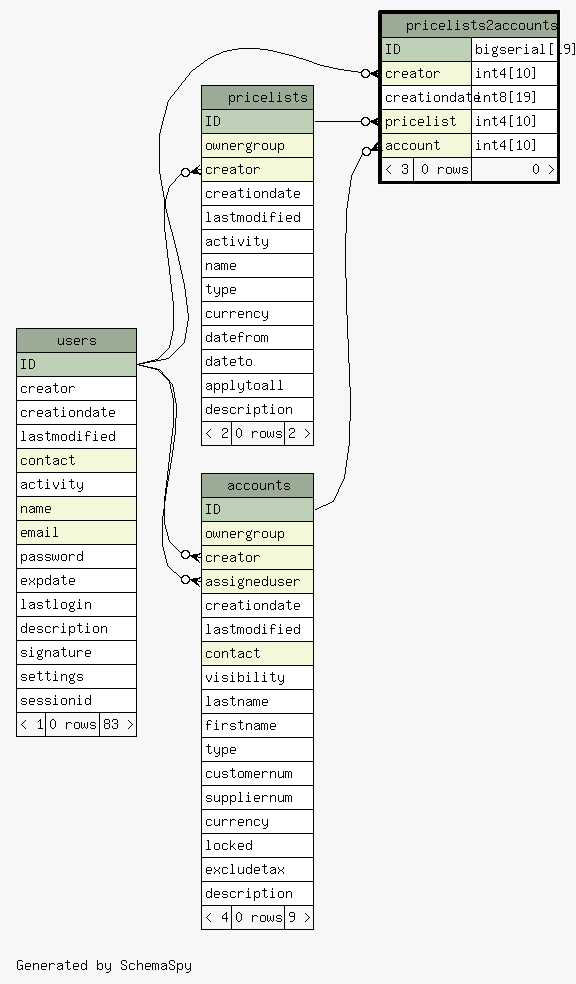 pricelists2accounts
ID bigserial[19]
creator int4[10]
creationdate int8[19]
pricelist int4[10]
account int4[10]
< 3 0 rows 0 >
pricelists
ID
ownergroup
creator
creationdate
lastmodified
activity
name
type
currency
datefrom
dateto
applytoall
description
< 2 0 rows 2 >
users
ID
creator
creationdate
lastmodified
contact
activity
name
email
password
expdate
lastlogin
description
signature
settings
sessionid
< 1 0 rows 83 >
accounts
ID
ownergroup
creator
assigneduser
creationdate
lastmodified
contact
visibility
lastname
firstname
type
customernum
suppliernum
currency
locked
excludetax
description
< 4 0 rows 9 >
Generated by SchemaSpy